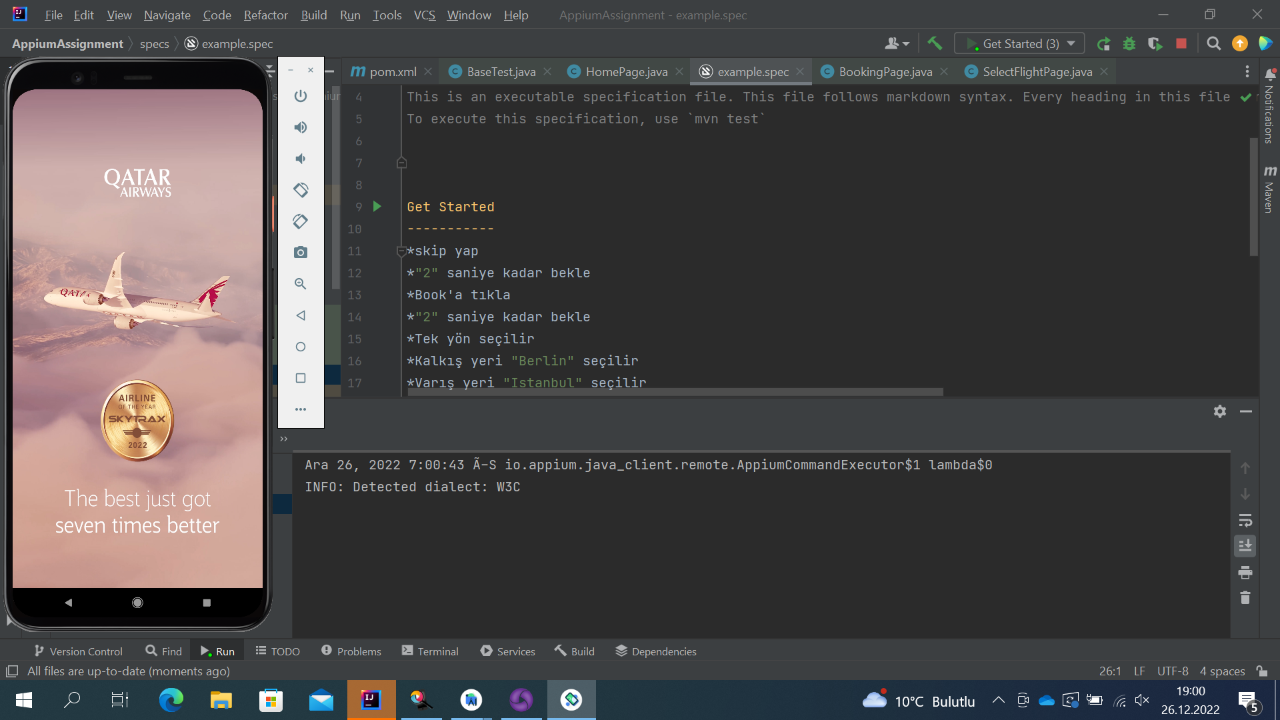 File Edit View Navigate Code Refactor Build Run Tools VCS Window Help AppiumAssignment - example.spec
AppiumAssignment specs example.spec
Get Started (3)
pom.xml BaseTest.java HomePage.java example.spec BookingPage.java SelectFlightPage.java
4 This is an executable specification file. This file follows markdown syntax. Every heading in this file
5 To execute this specification, use `mvn test`
6
7
8
9 Get Started
10 -----------
11 *skip yap
12 *"2" saniye kadar bekle
13 *Book'a tıkla
14 *"2" saniye kadar bekle
15 *Tek yön seçilir
16 *Kalkış yeri "Berlin" seçilir
17 *Varış yeri "Istanbul" seçilir
Notifications
Maven
QATAR
AIRWAYS
QATAR
AIRLINE
OF THE YEAR
SKYTRAX
2022
The best just got
seven times better
Ara 26, 2022 7:00:43 Ã-S io.appium.java_client.remote.AppiumCommandExecutor$1 lambda$0
INFO: Detected dialect: W3C
Version Control Find Run TODO Problems Terminal Services Build Dependencies
All files are up-to-date (moments ago) 26:1 LF UTF-8 4 spaces
10°C Bulutlu
19:00
26.12.2022
5